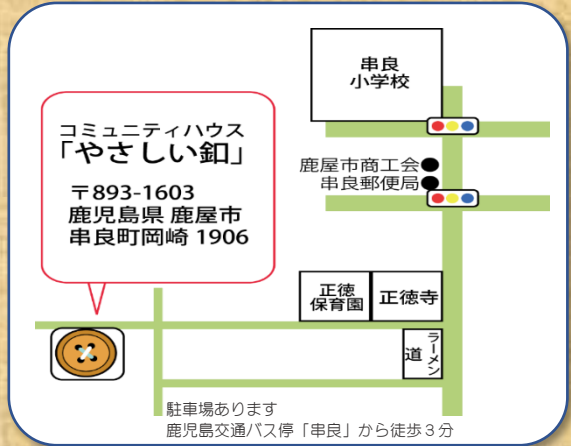 串良
小学校
コミュニティハウス
「やさしい釦」
〒893-1603
鹿児島県 鹿屋市
串良町岡崎 1906
鹿屋市商工会
串良郵便局
正徳
保育園
正徳寺
ラーメン
道
駐車場あります
鹿児島交通バス停「串良」から徒歩３分